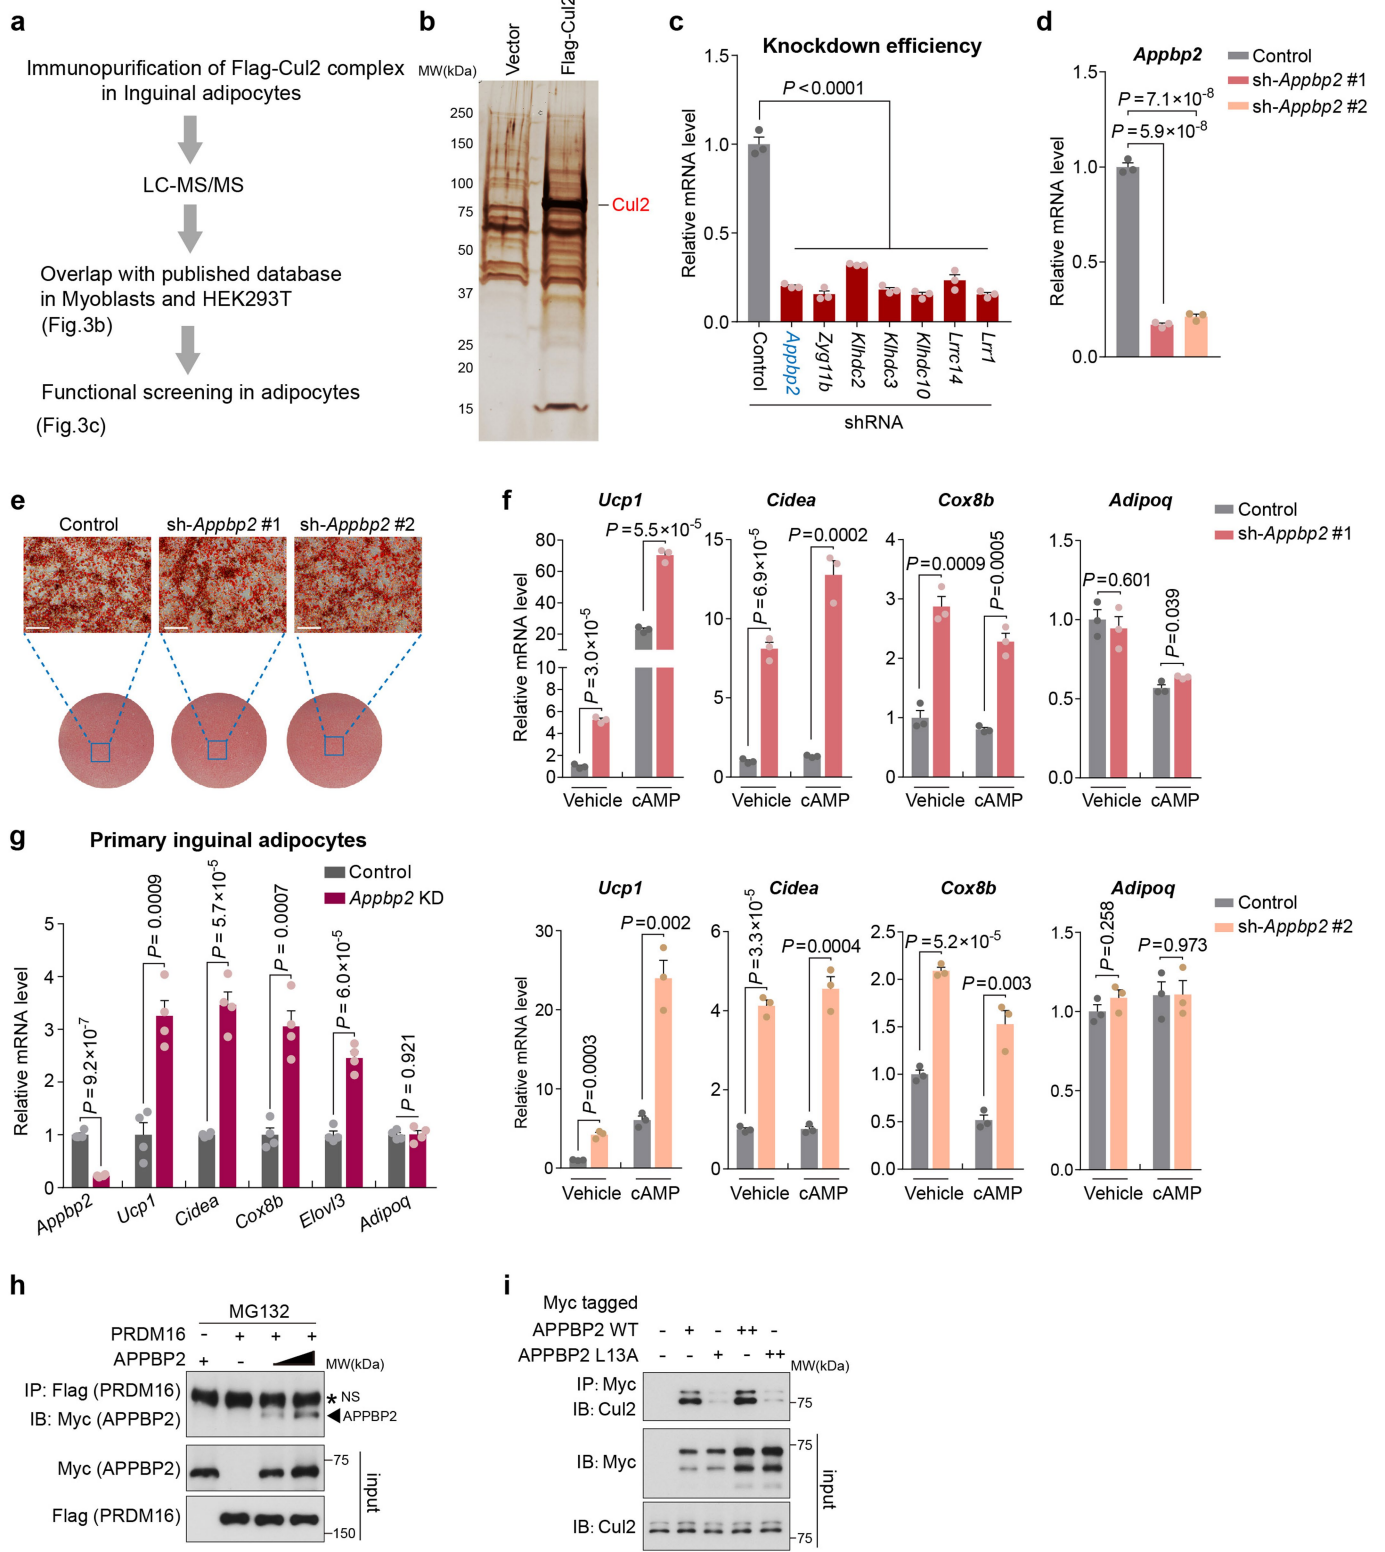 a
Immunopurification of Flag-Cul2 complex
in Inguinal adipocytes
LC-MS/MS
Overlap with published database
in Myoblasts and HEK293T
(Fig.3b)
Functional screening in adipocytes
(Fig.3c)
b
MW(kDa)
Vector
Flag-Cul2
250
150
100
75
50
37
25
20
15
Cul2
c
Knockdown efficiency
Relative mRNA level
1.5
1.0
0.5
0.0
P < 0.0001
Control
Appbp2
Zyg11b
Klhdc2
Klhdc3
Klhdc10
Lrrc14
Lrr1
shRNA
d
Appbp2
Control
sh-Appbp2 #1
sh-Appbp2 #2
Relative mRNA level
1.5
1.0
0.5
0.0
P = 7.1×10-8
P = 5.9×10-8
e
Control
sh-Appbp2 #1
sh-Appbp2 #2
f
Control
sh-Appbp2 #1
Relative mRNA level
Ucp1
80
60
40
20
10
8
6
4
2
0
P = 3.0×10-5
P = 5.5×10-5
Vehicle
cAMP
Cidea
15
10
5
0
P = 6.9×10-5
P=0.0002
Vehicle
cAMP
Cox8b
4
3
2
1
0
P=0.0009
P=0.0005
Vehicle
cAMP
Adipoq
1.5
1.0
0.5
0.0
P=0.601
P=0.039
Vehicle
cAMP
Control
sh-Appbp2 #2
Relative mRNA level
Ucp1
30
20
10
0
P=0.0003
P=0.002
Vehicle
cAMP
Cidea
6
4
2
0
P= 3.3×10-5
P=0.0004
Vehicle
cAMP
Cox8b
2.5
2.0
1.5
1.0
0.5
0.0
P=5.2×10-5
P=0.003
Vehicle
cAMP
Adipoq
1.5
1.0
0.5
0.0
P=0.258
P=0.973
Vehicle
cAMP
g
Primary inguinal adipocytes
Control
Appbp2 KD
Relative mRNA level
5
4
3
2
1
0
P = 9.2×10-7
P= 0.0009
P= 5.7×10-5
P= 0.0007
P= 6.0×10-5
P= 0.921
Appbp2
Ucp1
Cidea
Cox8b
Elovl3
Adipoq
h
MG132
PRDM16 - + + +
APPBP2 + -
MW(kDa)
IP: Flag (PRDM16)
IB: Myc (APPBP2)
* NS
APPBP2
Myc (APPBP2)
75
Flag (PRDM16)
150
input
i
Myc tagged
APPBP2 WT - + - ++ -
APPBP2 L13A - - + - ++
MW(kDa)
IP: Myc
IB: Cul2
75
IB: Myc
75
IB: Cul2
75
input